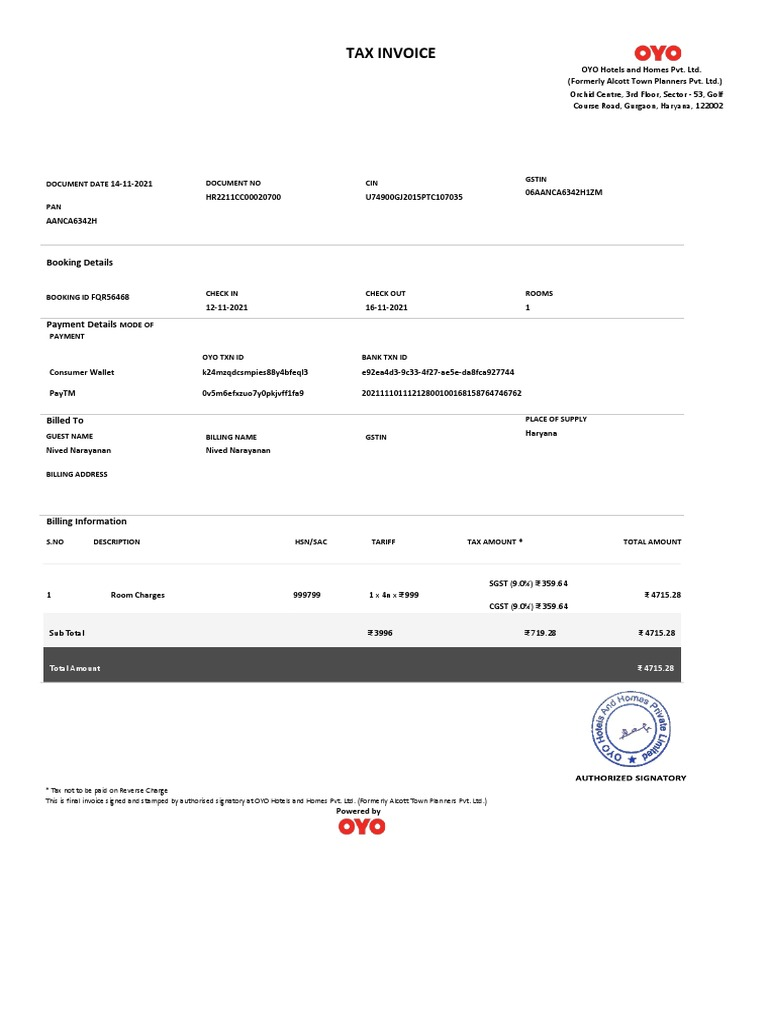 TAX INVOICE
OYO
OYO Hotels and Homes Pvt. Ltd.
(Formerly Alcott Town Planners Pvt. Ltd.)
Orchid Centre, 3rd Floor, Sector - 53, Golf
Course Road, Gurgaon, Haryana, 122002
DOCUMENT DATE 14-11-2021
DOCUMENT NO
HR2211CC00020700
CIN
U74900GJ2015PTC107035
GSTIN
06AANCA6342H1ZM
PAN
AANCA6342H
Booking Details
BOOKING ID FQR56468
CHECK IN
12-11-2021
CHECK OUT
16-11-2021
ROOMS
1
Payment Details MODE OF
PAYMENT
OYO TXN ID BANK TXN ID
Consumer Wallet k24mzqdcsmpies88y4bfeql3 e92ea4d3-9c33-4f27-ae5e-da8fca927744
PayTM 0v5m6efxzuo7y0pkjvff1fa9 20211110111212800100168158764746762
Billed To
GUEST NAME
Nived Narayanan
BILLING NAME
Nived Narayanan
GSTIN
PLACE OF SUPPLY
Haryana
BILLING ADDRESS
Billing Information
S.NO DESCRIPTION HSN/SAC TARIFF TAX AMOUNT * TOTAL AMOUNT
SGST (9.0%) ₹ 359.64
1 Room Charges 999799 1 x 4n x ₹ 999 ₹ 4715.28
CGST (9.0%) ₹ 359.64
Sub Total ₹ 3996 ₹ 719.28 ₹ 4715.28
Total Amount ₹ 4715.28
OYO Hotels And Homes Private Limited
AUTHORIZED SIGNATORY
* Tax not to be paid on Reverse Charge
This is final invoice signed and stamped by authorised signatory at OYO Hotels and Homes Pvt. Ltd. (Formerly Alcott Town Planners Pvt. Ltd.)
Powered by
OYO